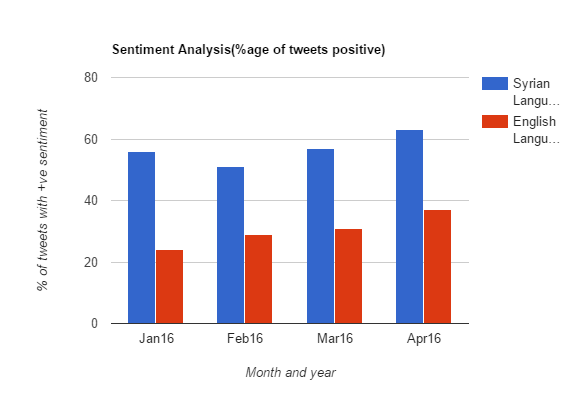 Sentiment Analysis(%age of tweets positive)
80
60
40
20
0
% of tweets with +ve sentiment
Jan16 Feb16 Mar16 Apr16
Month and year
Syrian
Langu…
English
Langu…